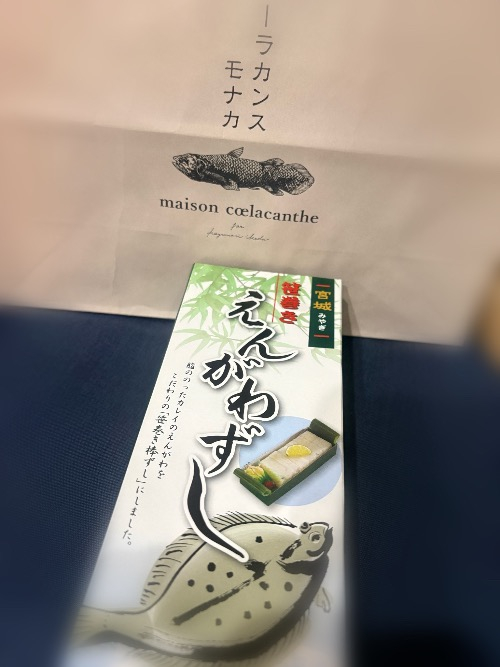 ーラカンス
モナカ
maison cœlacanthe
宮城
みやぎ
笹巻き
えんがわずし
脂ののったカレイのえんがわを
こだわりの「笹巻き棒ずし」にしました。